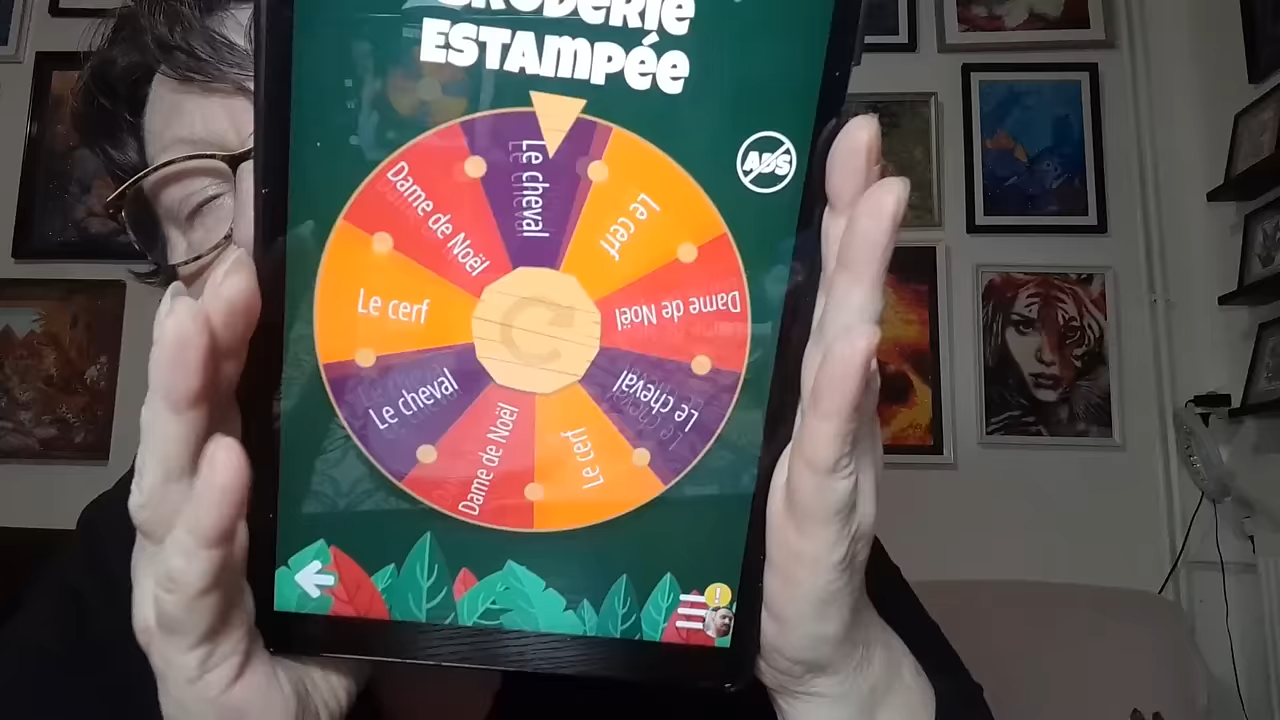 BRODERIE
ESTAMPÉE
ADS
Le cheval
Le cerf
Dame de Noël
Le cheval
Le cerf
Dame de Noël
Le cheval
Le cerf
Dame de Noël
C
!